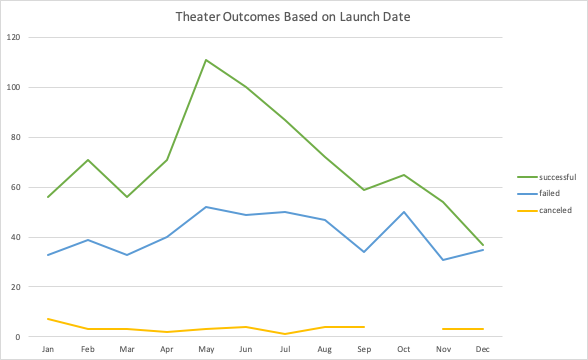 Theater Outcomes Based on Launch Date
120
100
80
60
40
20
0
Jan Feb Mar Apr May Jun Jul Aug Sep Oct Nov Dec
successful
failed
canceled